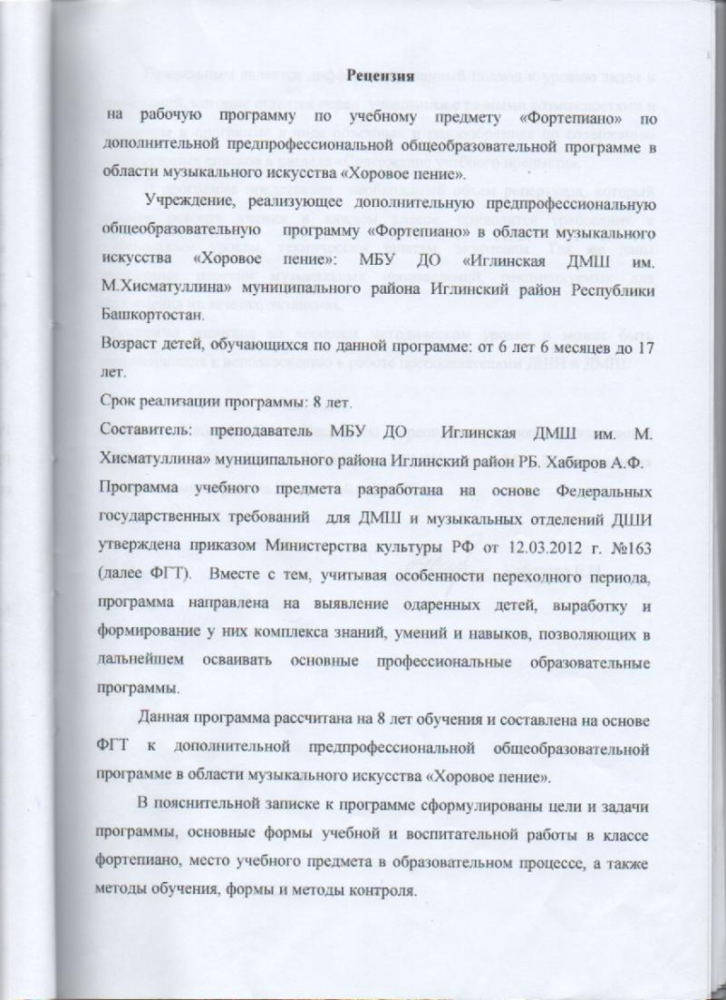 Рецензия
на рабочую программу по учебному предмету «Фортепиано» по
дополнительной предпрофессиональной общеобразовательной программе в
области музыкального искусства «Хоровое пение».
Учреждение, реализующее дополнительную предпрофессиональную
общеобразовательную программу «Фортепиано» в области музыкального
искусства «Хоровое пение»: МБУ ДО «Иглинская ДМШ им.
М.Хисматуллина» муниципального района Иглинский район Республики
Башкортостан.
Возраст детей, обучающихся по данной программе: от 6 лет 6 месяцев до 17
лет.
Срок реализации программы: 8 лет.
Составитель: преподаватель МБУ ДО Иглинская ДМШ им. М.
Хисматуллина» муниципального района Иглинский район РБ. Хабиров А.Ф.
Программа учебного предмета разработана на основе Федеральных
государственных требований для ДМШ и музыкальных отделений ДШИ
утверждена приказом Министерства культуры РФ от 12.03.2012 г. №163
(далее ФГТ). Вместе с тем, учитывая особенности переходного периода,
программа направлена на выявление одаренных детей, выработку и
формирование у них комплекса знаний, умений и навыков, позволяющих в
дальнейшем осваивать основные профессиональные образовательные
программы.
Данная программа рассчитана на 8 лет обучения и составлена на основе
ФГТ к дополнительной предпрофессиональной общеобразовательной
программе в области музыкального искусства «Хоровое пение».
В пояснительной записке к программе сформулированы цели и задачи
программы, основные формы учебной и воспитательной работы в классе
фортепиано, место учебного предмета в образовательном процессе, а также
методы обучения, формы и методы контроля.